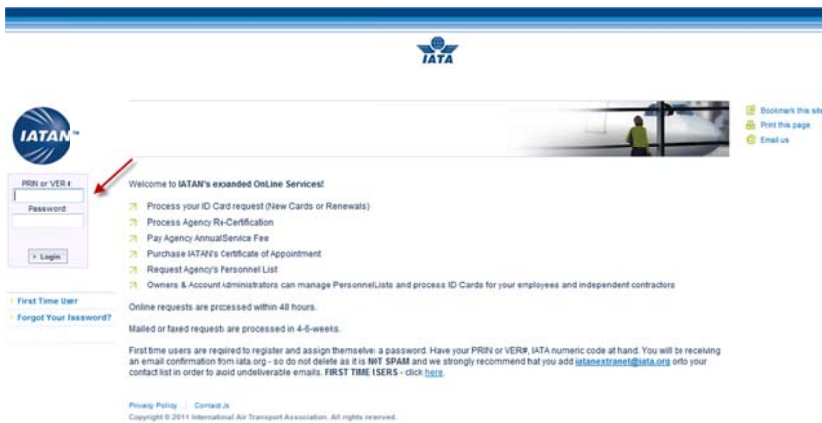 IATA
IATAN™
Bookmark this site
Print this page
Email us
PRIN or VER #:
Password:
Login
First Time User
Forgot Your Password?
Welcome to IATAN's expanded OnLine Services!
Process your ID Card request (New Cards or Renewals)
Process Agency Re-Certification
Pay Agency Annual Service Fee
Purchase IATAN's Certificate of Appointment
Request Agency's Personnel List
Owners & Account Administrators can manage Personnel Lists and process ID Cards for your employees and independent contractors
Online requests are processed within 48 hours.
Mailed or faxed requests are processed in 4-6-weeks.
First time users are required to register and assign themselves a password. Have your PRIN or VER#, IATA numeric code at hand. You will be receiving
an email confirmation from iata.org - so do not delete as it is NOT SPAM and we strongly recommend that you add iatanextranet@iata.org onto your
contact list in order to avoid undeliverable emails. FIRST TIME USERS - click here.
Privacy Policy | Contact Us
Copyright © 2011 International Air Transport Association. All rights reserved.